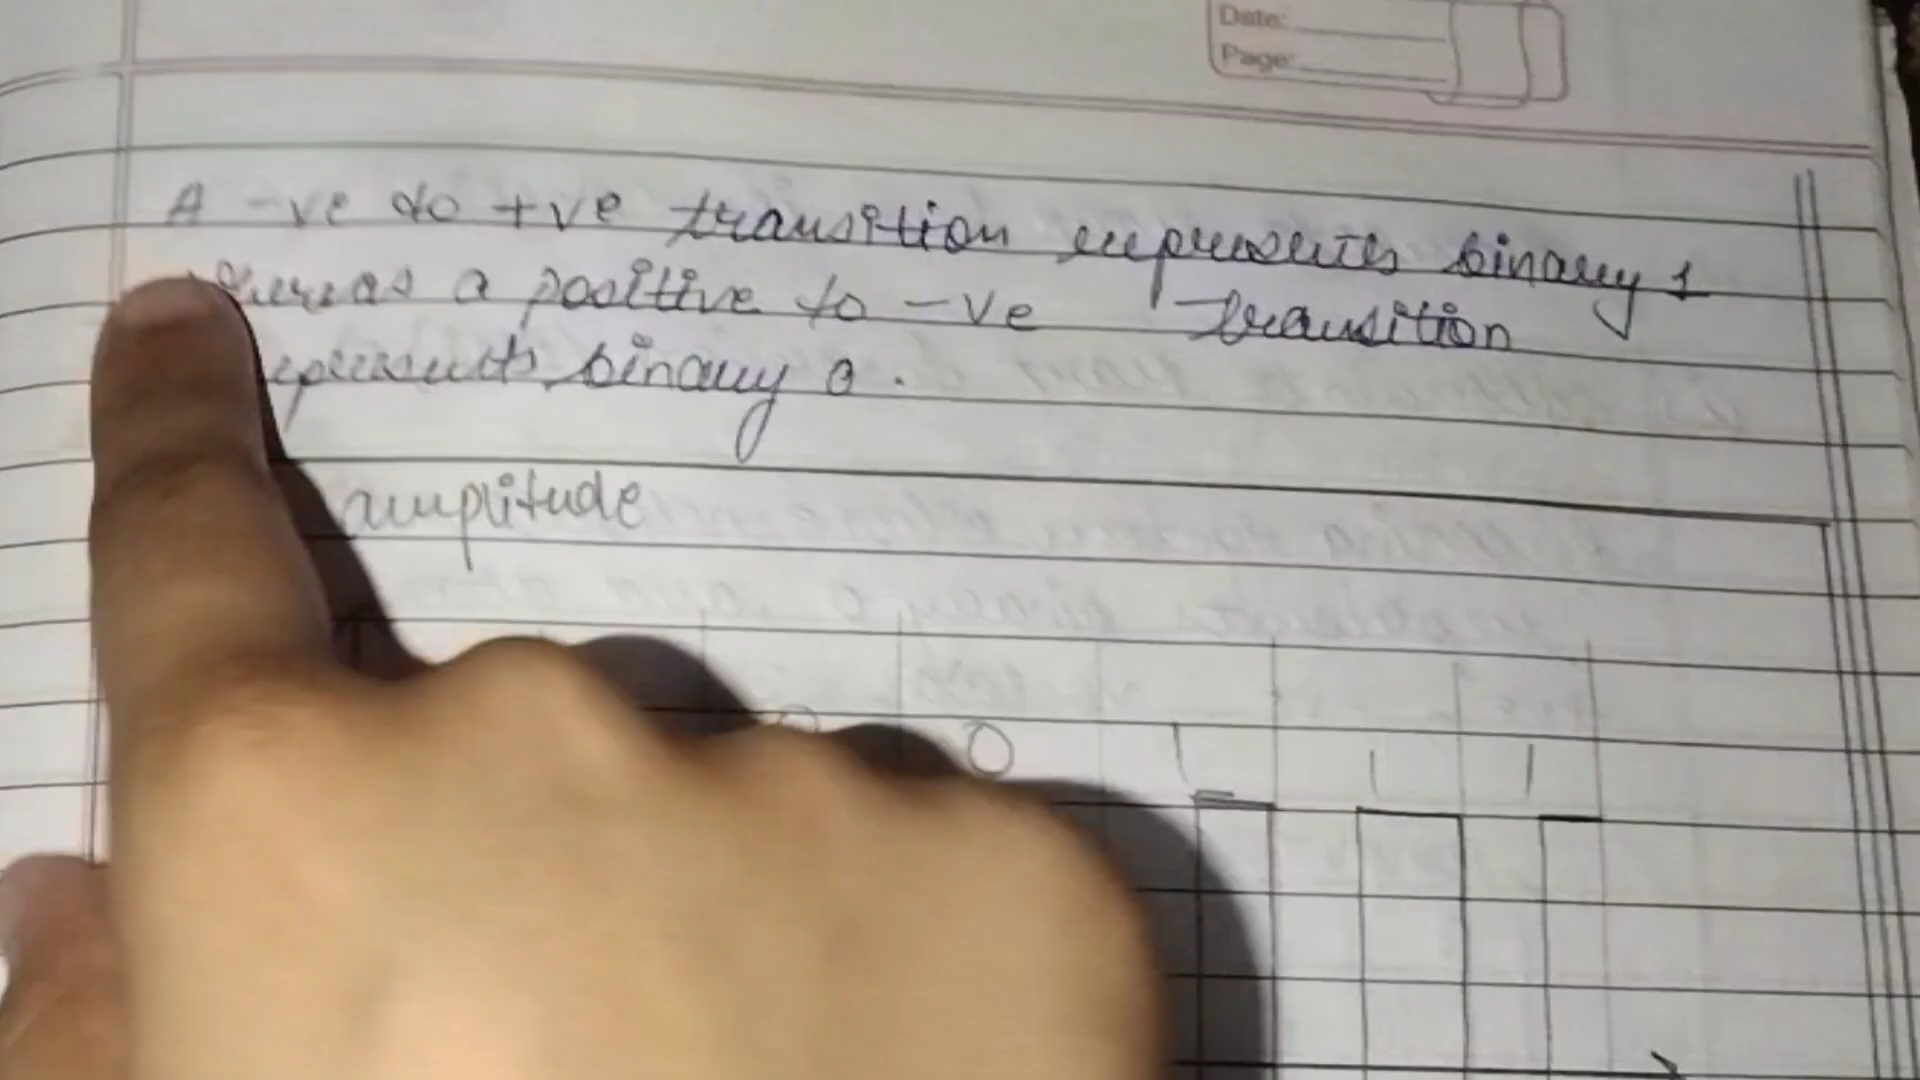 Date:
Page:
A -ve to +ve transition represents binary 1
whereas a positive to -ve transition
represents binary 0.
amplitude
0 0 1 1 1